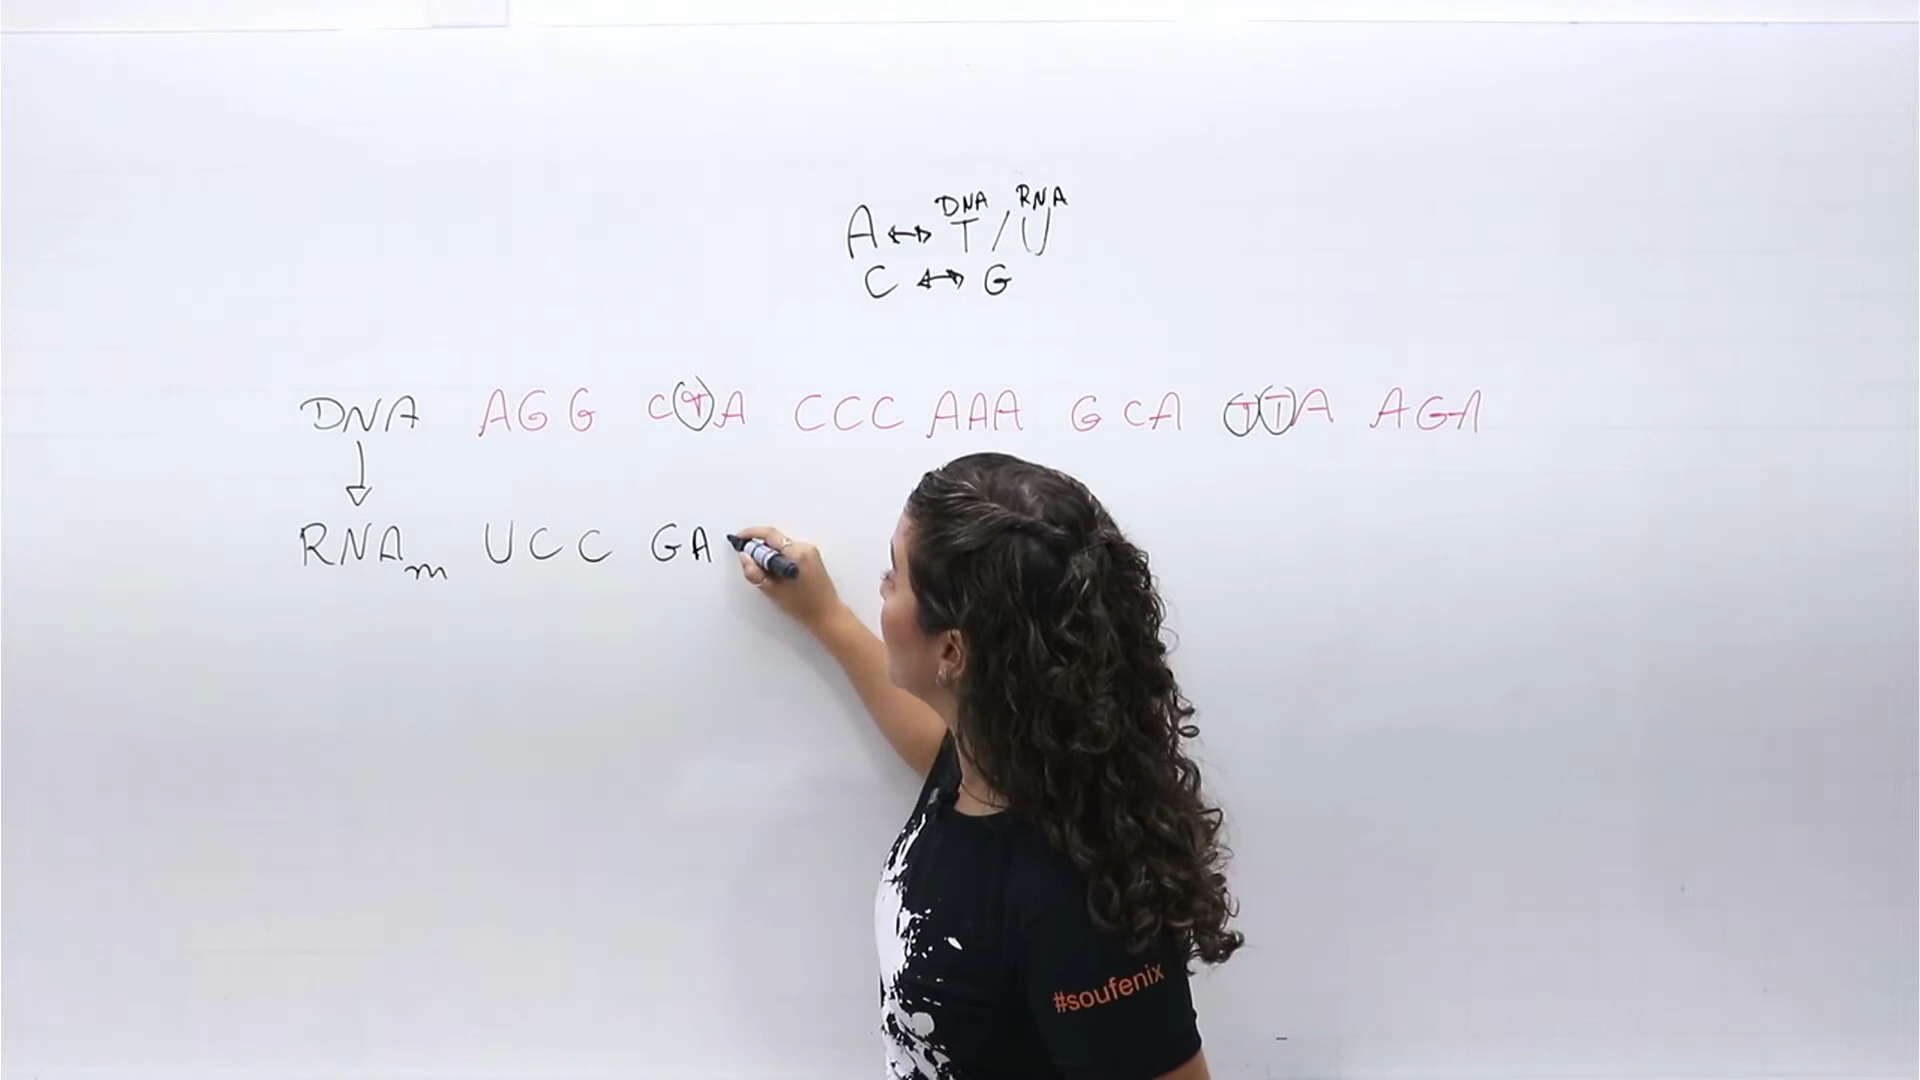 DNA RNA
A ↔ T / U
C ↔ G
DNA AGG CTA CCC AAA GCA TTA AGA
RNAm UCC GA
#soufenix